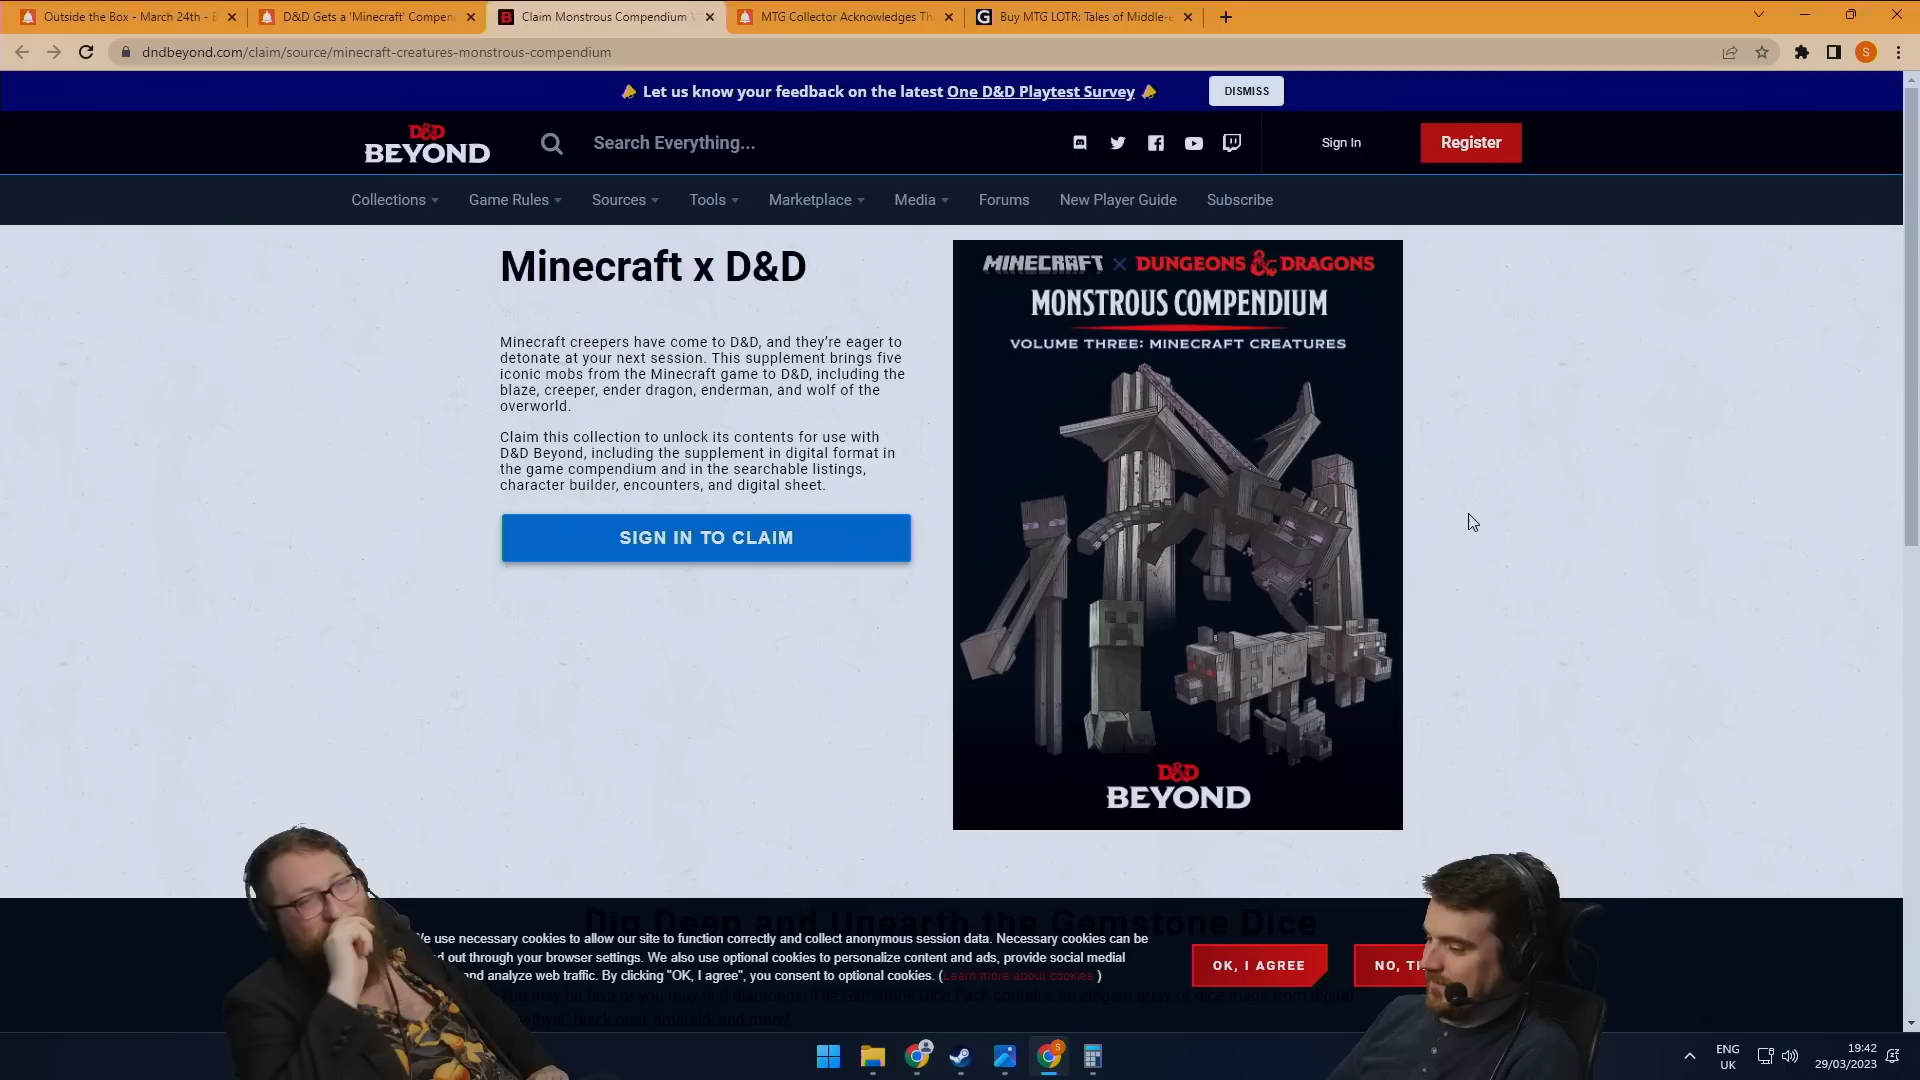 Outside the Box - March 24th -
D&D Gets a 'Minecraft' Compen
Claim Monstrous Compendium
MTG Collector Acknowledges Th
Buy MTG LOTR: Tales of Middle-e
dndbeyond.com/claim/source/minecraft-creatures-monstrous-compendium
S
Let us know your feedback on the latest One D&D Playtest Survey
DISMISS
D&D
BEYOND
Search Everything...
Sign In
Register
Collections
Game Rules
Sources
Tools
Marketplace
Media
Forums
New Player Guide
Subscribe
Minecraft x D&D
Minecraft creepers have come to D&D, and they're eager to
detonate at your next session. This supplement brings five
iconic mobs from the Minecraft game to D&D, including the
blaze, creeper, ender dragon, enderman, and wolf of the
overworld.
Claim this collection to unlock its contents for use with
D&D Beyond, including the supplement in digital format in
the game compendium and in the searchable listings,
character builder, encounters, and digital sheet.
SIGN IN TO CLAIM
MINECRAFT × DUNGEONS & DRAGONS
MONSTROUS COMPENDIUM
VOLUME THREE: MINECRAFT CREATURES
D&D
BEYOND
Dig Deep and Unearth the Gemstone Dice
We use necessary cookies to allow our site to function correctly and collect anonymous session data. Necessary cookies can be
d out through your browser settings. We also use optional cookies to personalize content and ads, provide social medial
and analyze web traffic. By clicking "OK, I agree", you consent to optional cookies. (Learn more about cookies )
OK, I AGREE
NO, TH
ENG
UK
19:42
29/03/2023